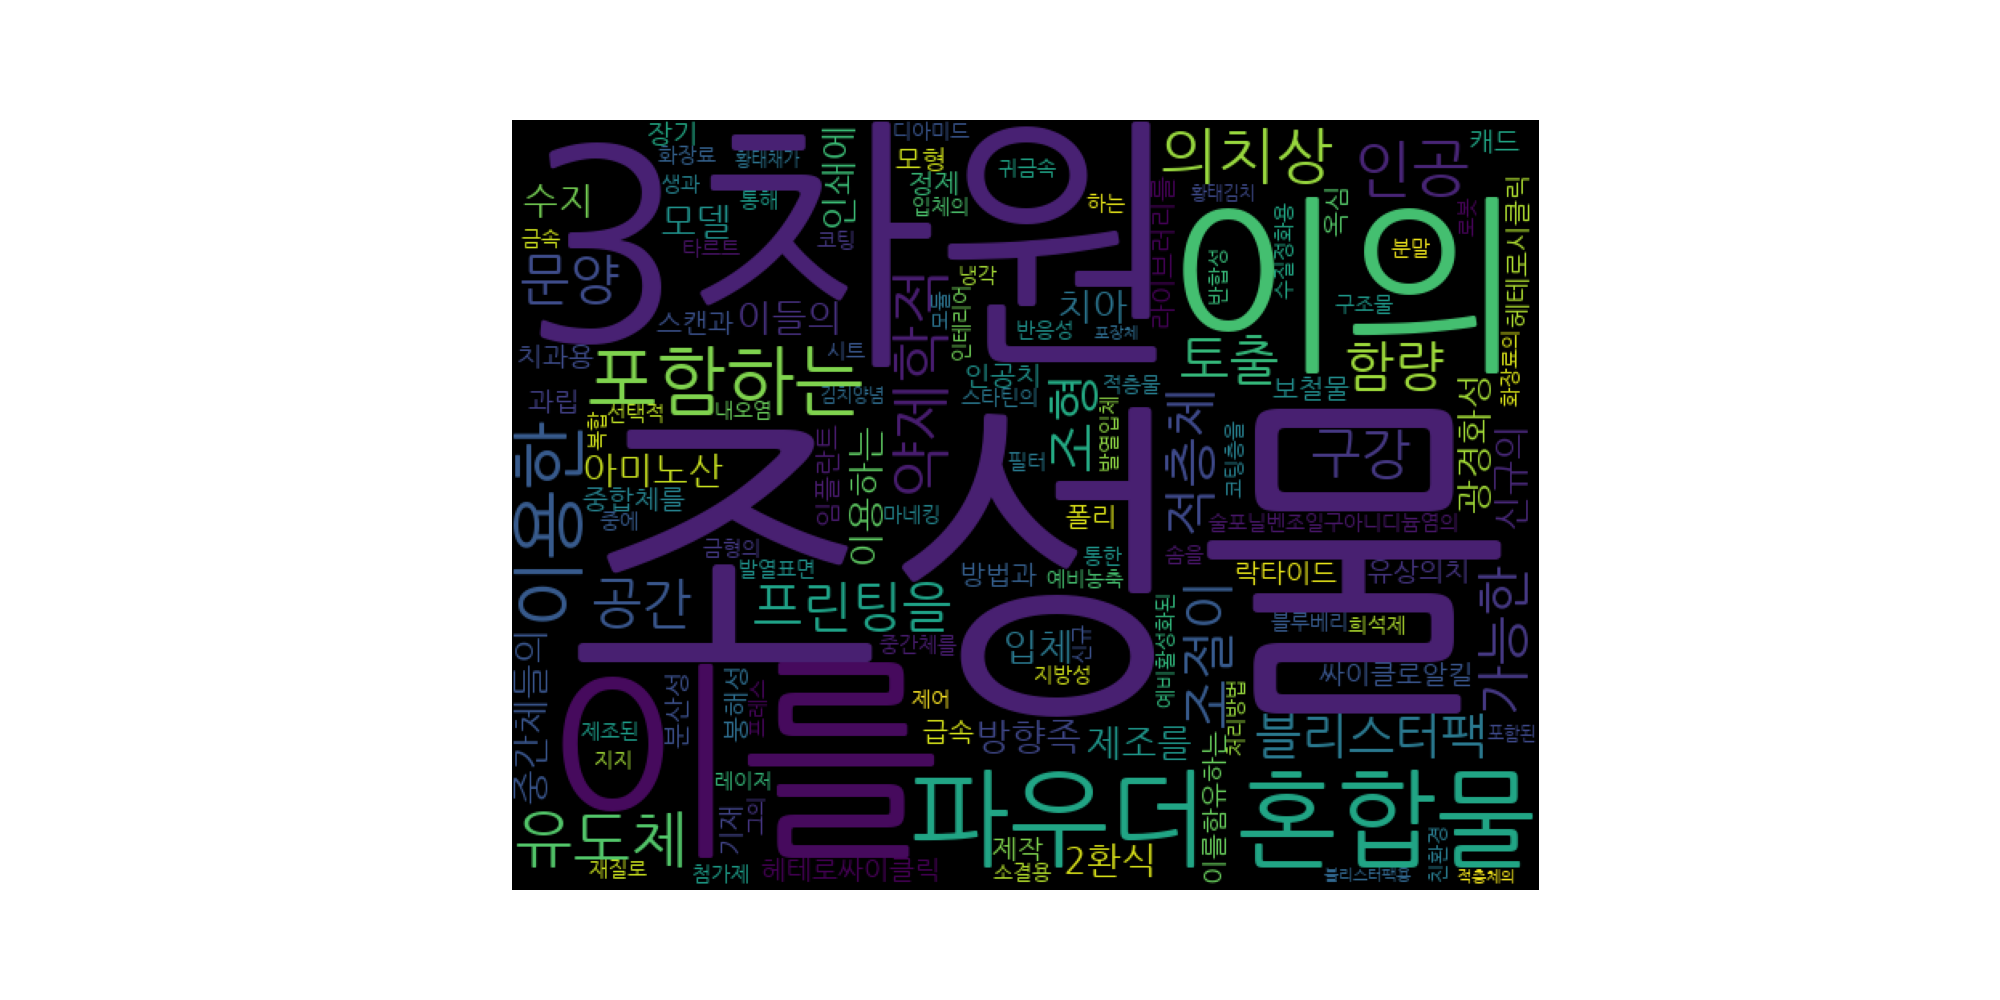 장기
디아미드
화장료
황태채가
인쇄에
모형
귀금속
의치상
인공
캐드
3차원
수지
생과
통해
정제
입체의
하는
황태김치
옥심
로봇
모델
금속
타르트
코팅
라이브러리를
이의
분말
수질정화용
반합성
헤테로시클릭
문양
냉각
스캔과
이들의
약제학적
머물
인테리어
치아
반응성
포장체
구조물
치과용
시트
토출
함량
화장료의
포함하는
인공치
스타틴의
적층물
보철물
과립
선택적
내오염
김치양념
복합
조형
발열입체
적층체
코팅층을
구강
광경화성
신규의
이용한
아미노산
임플란트
이용하는
필터
중합체를
중에
마네킹
폴리
술포닐벤조일구아니디늄염의
조성물
금형의
발열표면
방법과
통한
예비농축
솜을
락타이드
유상의치
가능한
공간
프린팅을
예비활성화된
조절이
블루베리
희석제
중간체들의
중간체를
입체
신규
지방성
싸이클로알킬
이를
분산성
붕해성
프레스
제어
처리방법
제조된
급속
방향족
제조를
블리스터팩
포함된
지지
레이저
이를함유하는
파우더
혼합물
유도체
기재
그의
제작
2환식
친환경
재질로
첨가제
헤테로싸이클릭
소결용
블리스터팩용
적층체의